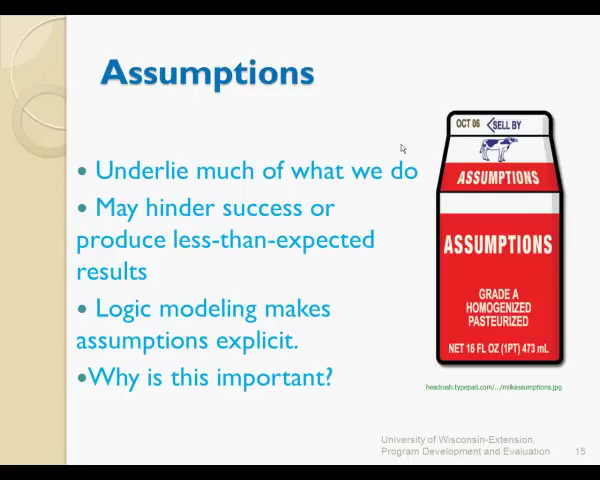 Assumptions
• Underlie much of what we do
• May hinder success or
produce less-than-expected
results
• Logic modeling makes
assumptions explicit.
•Why is this important?
OCT 06 SELL BY
ASSUMPTIONS
ASSUMPTIONS
GRADE A
HOMOGENIZED
PASTEURIZED
NET 16 FL OZ (1PT) 473 mL
headrush.typepad.com/.../milkassumptions.jpg
University of Wisconsin-Extension,
Program Development and Evaluation
15